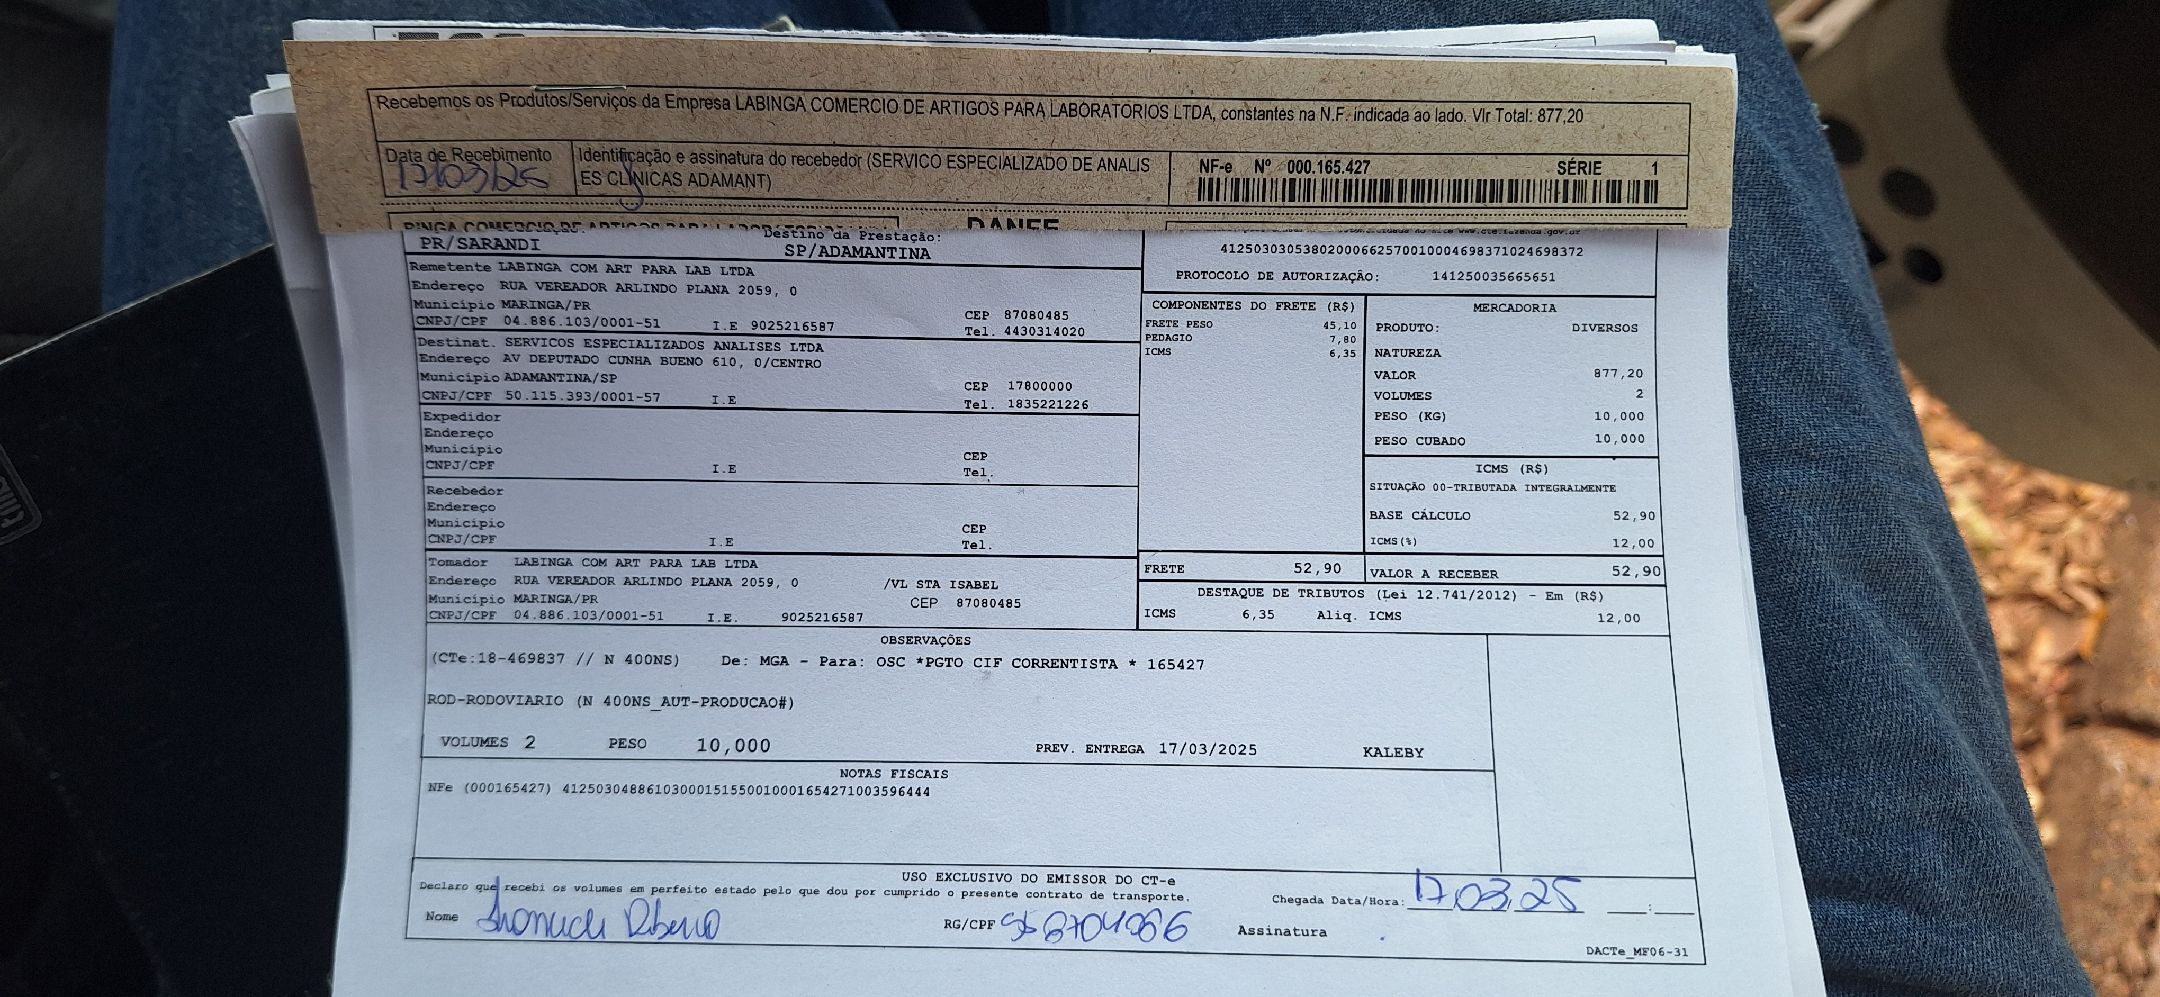 Recebemos os Produtos/Serviços da Empresa LABINGA COMERCIO DE ARTIGOS PARA LABORATORIOS LTDA, constantes na N.F. indicada ao lado. Vlr Total: 877,20
Data de Recebimento
17/03/25
Identificação e assinatura do recebedor (SERVICO ESPECIALIZADO DE ANALIS
ES CLINICAS ADAMANT)
NF-e Nº 000.165.427 SÉRIE 1
DANFE
PR/SARANDI
Destino da Prestação:
SP/ADAMANTINA
41250303053802000662570010004698371024698372
PROTOCOLO DE AUTORIZAÇÃO: 141250035665651
Remetente LABINGA COM ART PARA LAB LTDA
Endereço RUA VEREADOR ARLINDO PLANA 2059, 0
Município MARINGA/PR CEP 87080485
CNPJ/CPF 04.886.103/0001-51 I.E 9025216587 Tel. 4430314020
Destinat. SERVICOS ESPECIALIZADOS ANALISES LTDA
Endereço AV DEPUTADO CUNHA BUENO 610, 0/CENTRO
Município ADAMANTINA/SP CEP 17800000
CNPJ/CPF 50.115.393/0001-57 I.E Tel. 1835221226
Expedidor
Endereço
Município CEP
CNPJ/CPF I.E Tel.
Recebedor
Endereço
Município CEP
CNPJ/CPF I.E Tel.
Tomador LABINGA COM ART PARA LAB LTDA
Endereço RUA VEREADOR ARLINDO PLANA 2059, 0 /VL STA ISABEL
Município MARINGA/PR CEP 87080485
CNPJ/CPF 04.886.103/0001-51 I.E. 9025216587
COMPONENTES DO FRETE (R$)
FRETE PESO 45,10
PEDAGIO 7,80
ICMS 6,35
MERCADORIA
PRODUTO: DIVERSOS
NATUREZA
VALOR 877,20
VOLUMES 2
PESO (KG) 10,000
PESO CUBADO 10,000
ICMS (R$)
SITUAÇÃO 00-TRIBUTADA INTEGRALMENTE
BASE CÁLCULO 52,90
ICMS(%) 12,00
FRETE 52,90
VALOR A RECEBER 52,90
DESTAQUE DE TRIBUTOS (Lei 12.741/2012) - Em (R$)
ICMS 6,35 Aliq. ICMS 12,00
OBSERVAÇÕES
(CTe:18-469837 // N 400NS) De: MGA - Para: OSC *PGTO CIF CORRENTISTA * 165427
ROD-RODOVIARIO (N 400NS_AUT-PRODUCAO#)
VOLUMES 2 PESO 10,000 PREV. ENTREGA 17/03/2025 KALEBY
NOTAS FISCAIS
NFe (000165427) 41250304886103000151550010001654271003596444
USO EXCLUSIVO DO EMISSOR DO CT-e
Declaro que recebi os volumes em perfeito estado pelo que dou por cumprido o presente contrato de transporte.
Chegada Data/Hora: 17,03,25 __:__
Nome
RG/CPF
Assinatura
DACTe_MF06-31